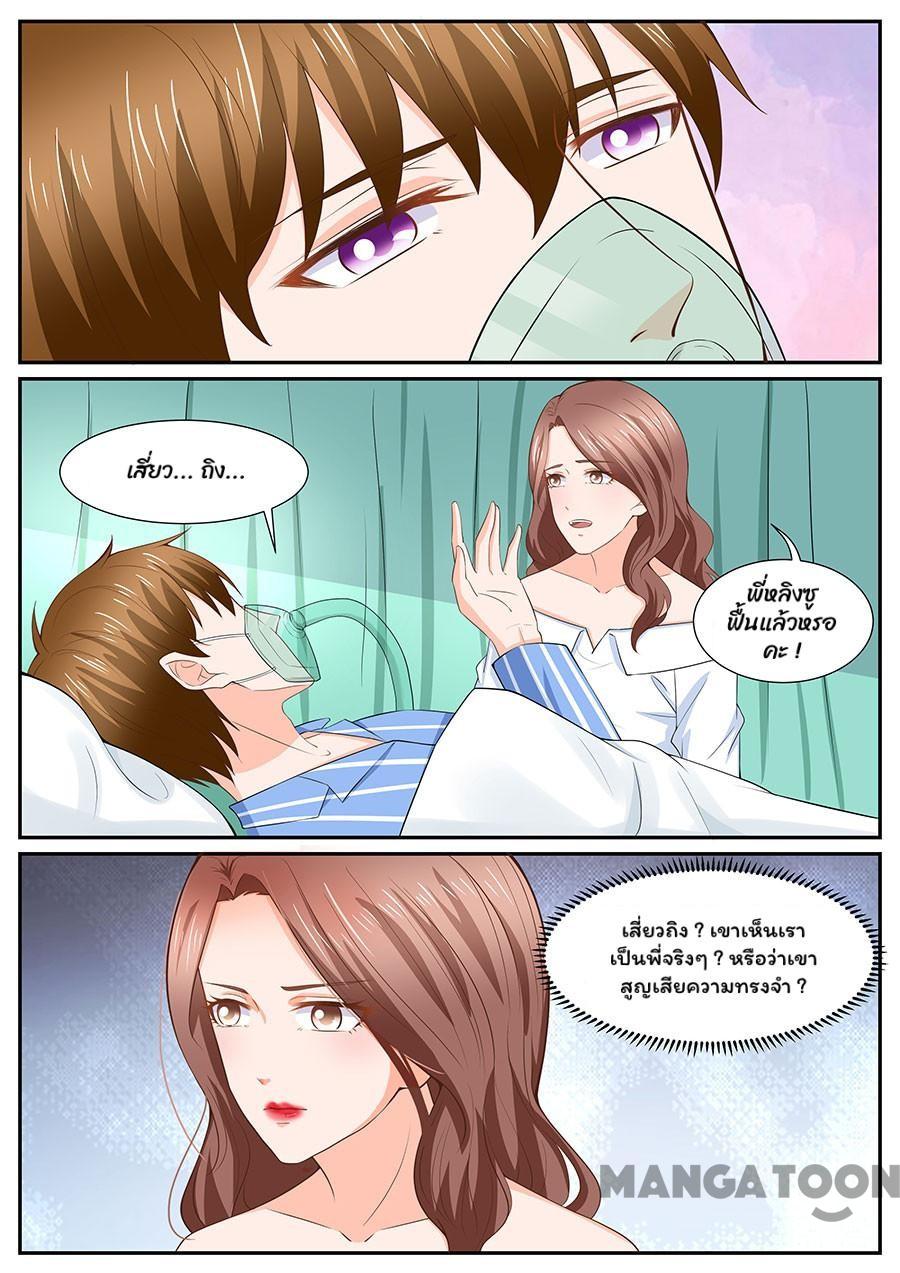 เสี่ยว... ถิง...
พี่หลิงซู
ฟื้นแล้วหรอ
คะ !
เสี่ยวถิง ? เขาเห็นเรา
เป็นพี่จริงๆ ? หรือว่าเขา
สูญเสียความทรงจำ ?
MANGATOON